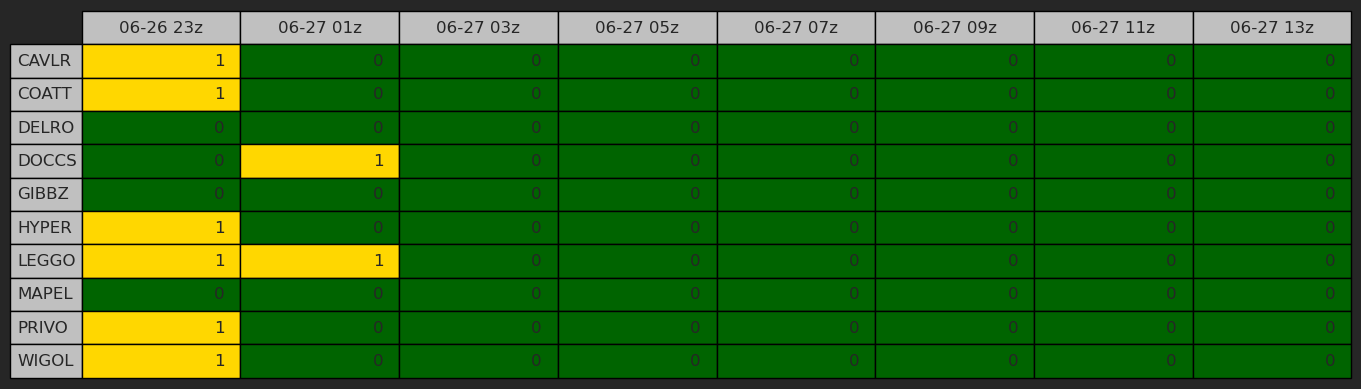 06-26 23z 06-27 01z 06-27 03z 06-27 05z 06-27 07z 06-27 09z 06-27 11z 06-27 13z
CAVLR 1 0 0 0 0 0 0 0
COATT 1 0 0 0 0 0 0 0
DELRO 0 0 0 0 0 0 0 0
DOCCS 0 1 0 0 0 0 0 0
GIBBZ 0 0 0 0 0 0 0 0
HYPER 1 0 0 0 0 0 0 0
LEGGO 1 1 0 0 0 0 0 0
MAPEL 0 0 0 0 0 0 0 0
PRIVO 1 0 0 0 0 0 0 0
WIGOL 1 0 0 0 0 0 0 0